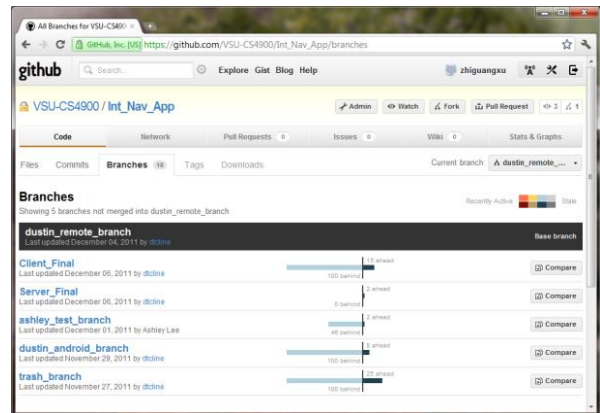 All Branches for VSU-CS490
GitHub, Inc. [US] https://github.com/VSU-CS4900/Int_Nav_App/branches
github Search... Explore Gist Blog Help zhiguangxu
VSU-CS4900 / Int_Nav_App Admin Watch Fork Pull Request 3 1
Code Network Pull Requests 0 Issues 0 Wiki 0 Stats & Graphs
Files Commits Branches Tags Downloads Current branch: dustin_remote_...
Branches
Recently Active Stale
Showing 5 branches not merged into dustin_remote_branch
dustin_remote_branch
Base branch
Last updated December 04, 2011 by dtcline
Client_Final
Last updated December 06, 2011 by dtcline
ahead
100 behind
Compare
Server_Final
Last updated December 06, 2011 by dtcline
2 ahead
0 behind
Compare
ashley_test_branch
Last updated December 01, 2011 by Ashley Lee
2 ahead
46 behind
Compare
dustin_android_branch
Last updated November 29, 2011 by dtcline
ahead
100 behind
Compare
trash_branch
Last updated November 27, 2011 by dtcline
25 ahead
100 behind
Compare